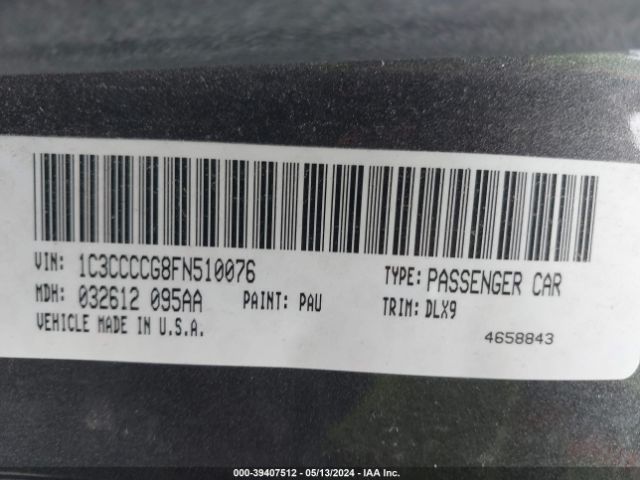 VIN: 1C3CCCCG8FN510076
TYPE: PASSENGER CAR
MDH: 032612 095AA
PAINT: PAU
TRIM: DLX9
VEHICLE MADE IN U.S.A.
4658843
000-39407512 — 05/13/2024 — IAA Inc.